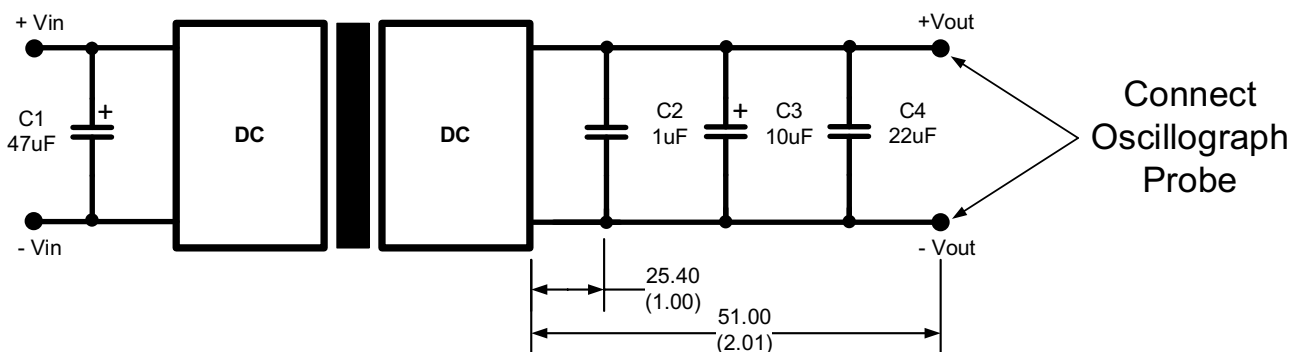 + Vin
+Vout
C1
47uF
+
DC
DC
C2
1uF
+
C3
10uF
C4
22uF
Connect
Oscillograph
Probe
- Vin
- Vout
25.40
(1.00)
51.00
(2.01)